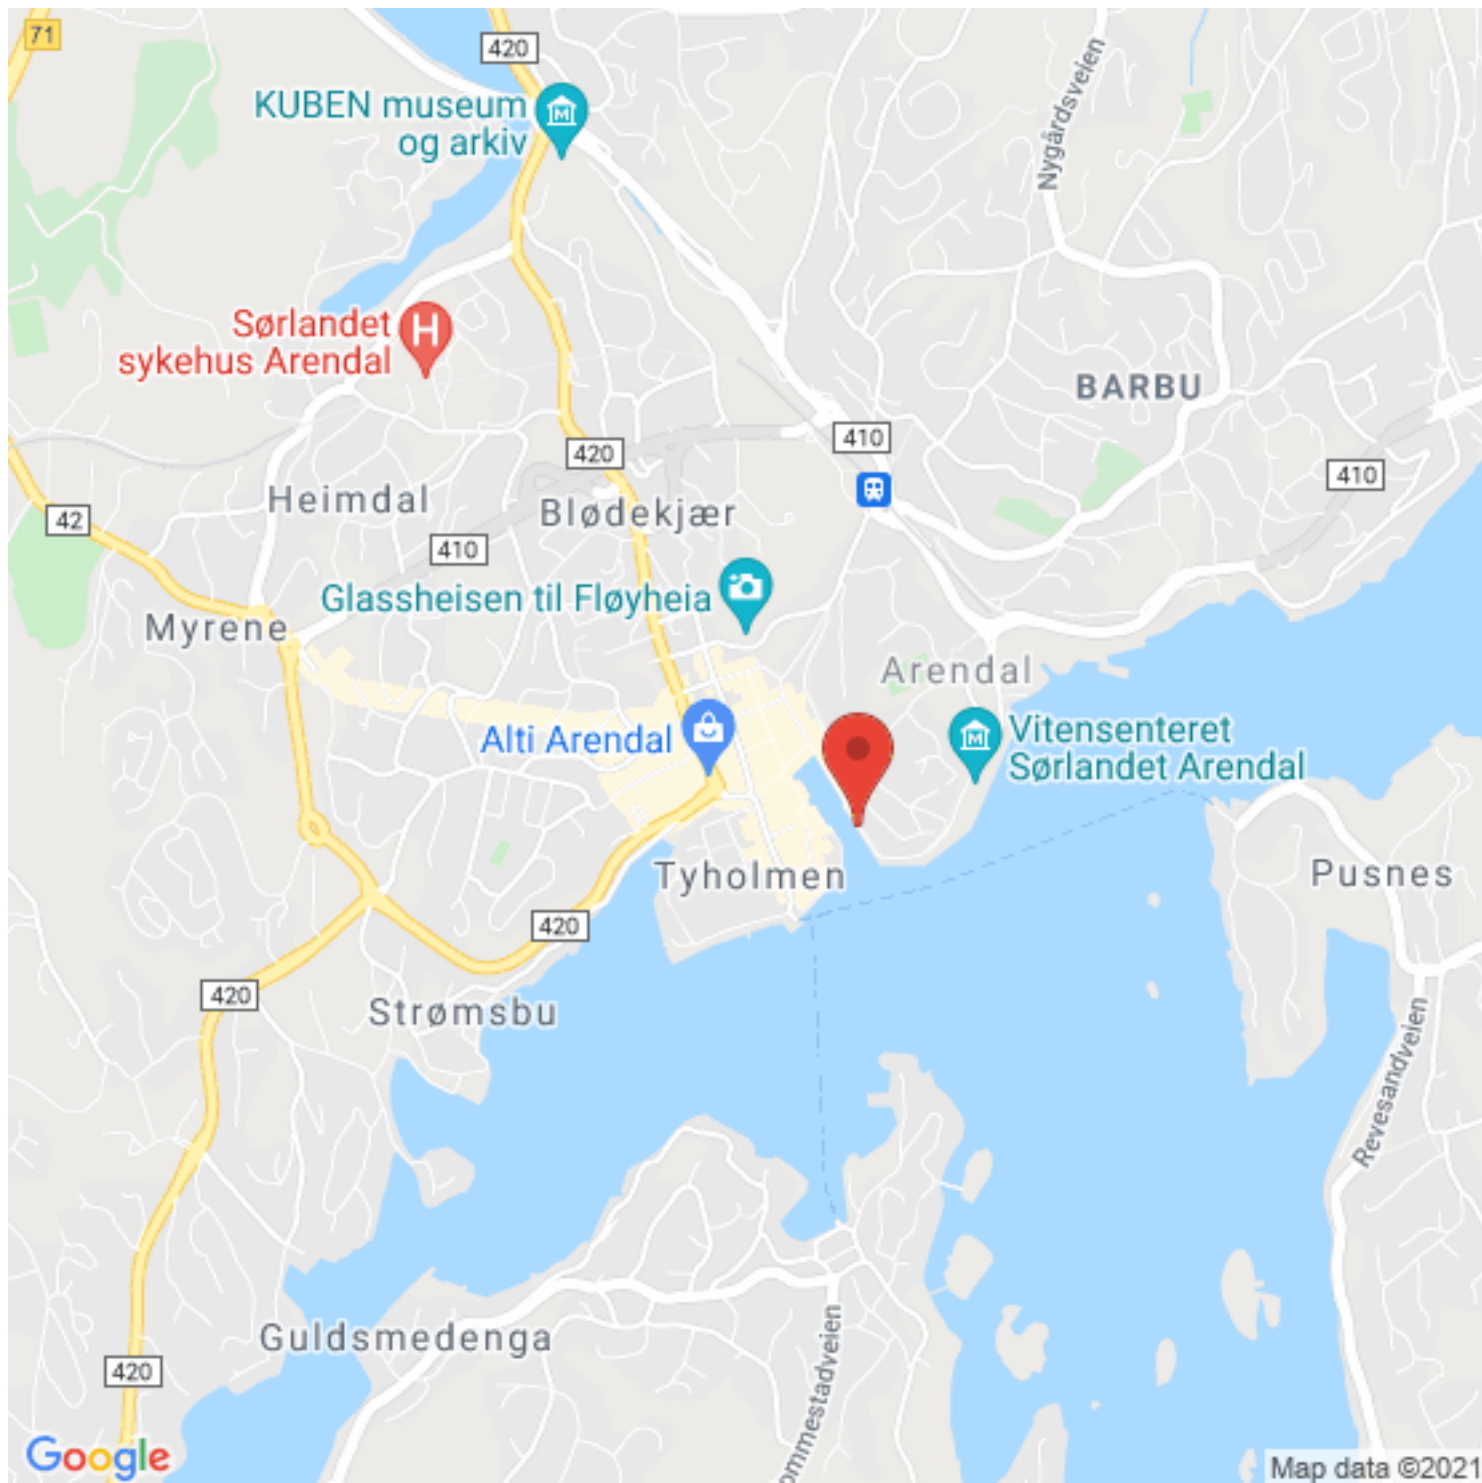 71
420
KUBEN museum
og arkiv
Nygårdsveien
Sørlandet
sykehus Arendal
BARBU
410
420
410
Heimdal
Blødekjær
42
410
Glassheisen til Fløyheia
Myrene
Arendal
Alti Arendal
Vitensenteret
Sørlandet Arendal
Tyholmen
Pusnes
420
420
Strømsbu
Revesandveien
Guldsmedenga
ommestadveien
420
Google
Map data ©2021